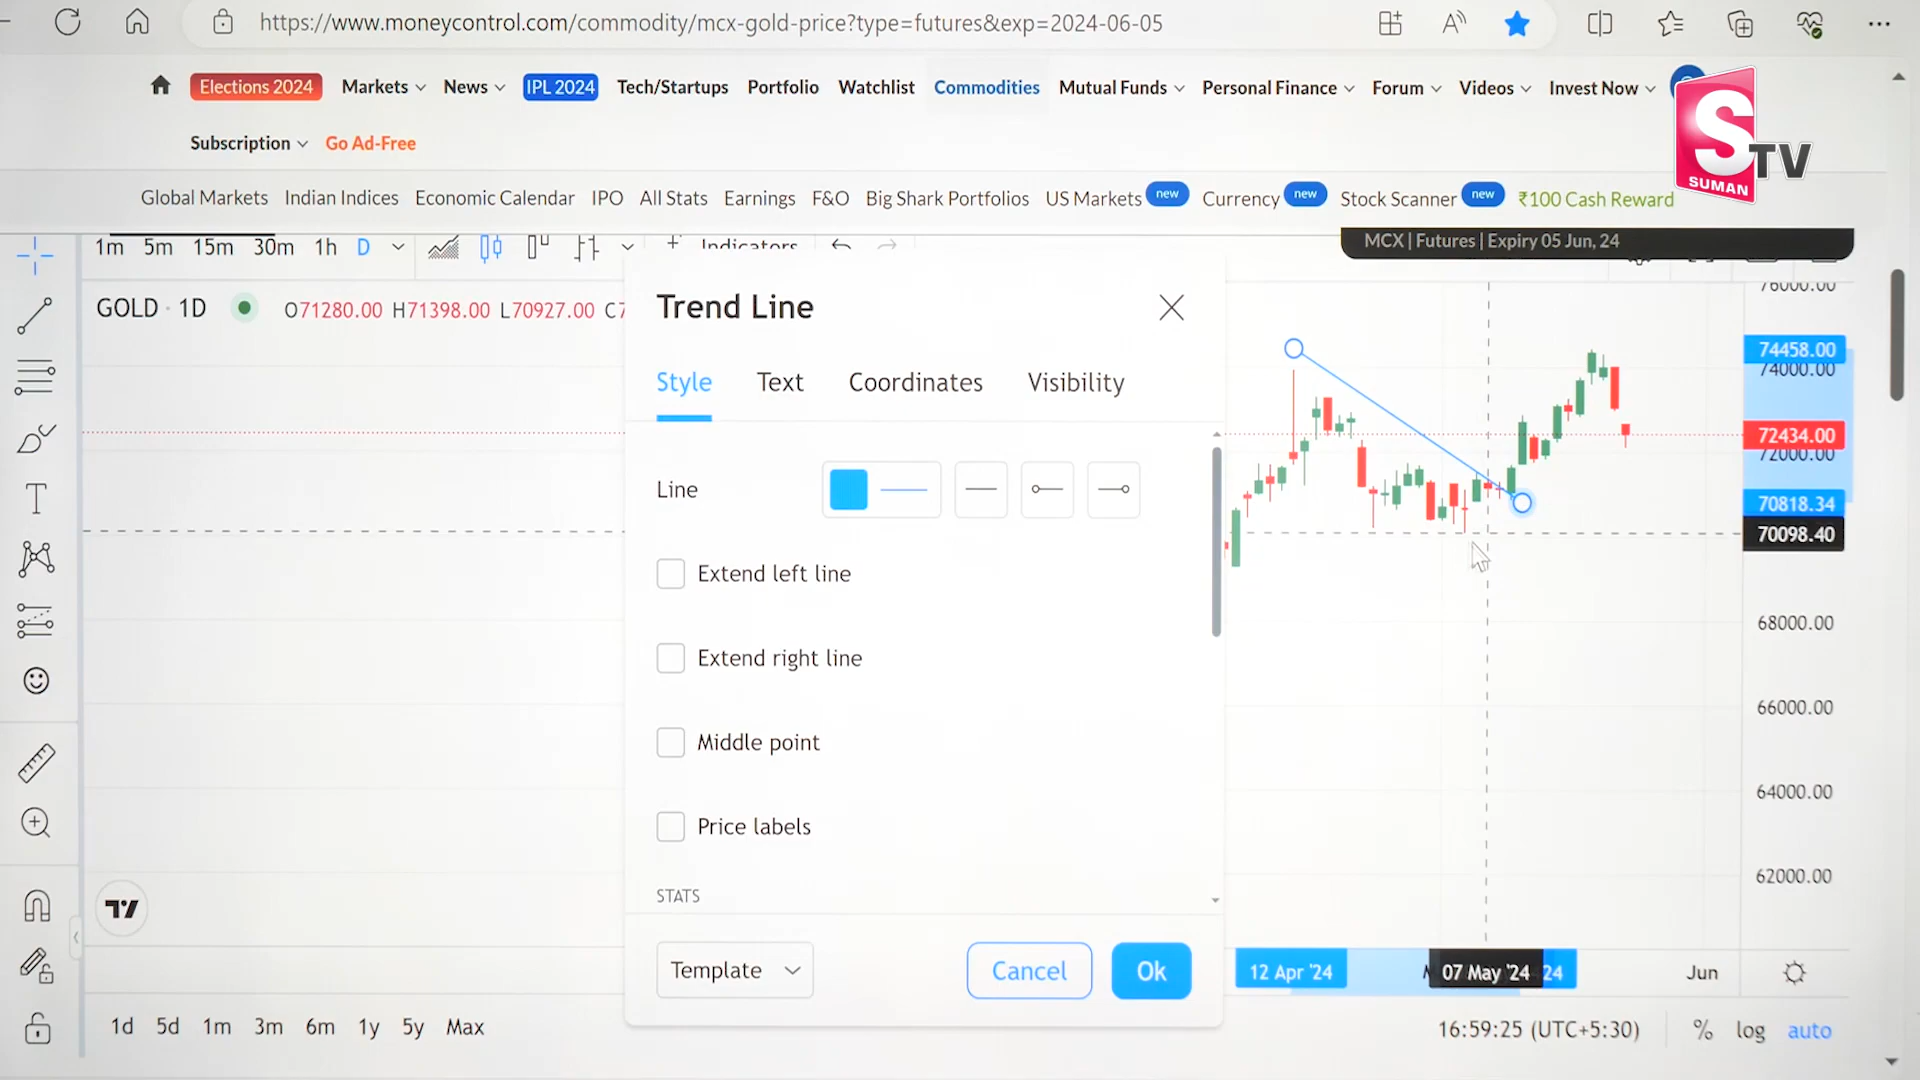 https://www.moneycontrol.com/commodity/mcx-gold-price?type=futures&exp=2024-06-05
Elections 2024 Markets News IPL 2024 Tech/Startups Portfolio Watchlist Commodities Mutual Funds Personal Finance Forum Videos Invest Now
Subscription Go Ad-Free
S TV
SUMAN
Global Markets Indian Indices Economic Calendar IPO All Stats Earnings F&O Big Shark Portfolios US Markets new Currency new Stock Scanner new ₹100 Cash Reward
MCX | Futures | Expiry 05 Jun, 24
1m 5m 15m 30m 1h D Indicators
GOLD · 1D O71280.00 H71398.00 L70927.00 C7
Trend Line
Style Text Coordinates Visibility
Line
Extend left line
Extend right line
Middle point
Price labels
STATS
Template Cancel Ok
76000.00
74458.00
74000.00
72434.00
72000.00
70818.34
70098.40
68000.00
66000.00
64000.00
62000.00
12 Apr '24 07 May '24 24 Jun
1d 5d 1m 3m 6m 1y 5y Max
16:59:25 (UTC+5:30) % log auto